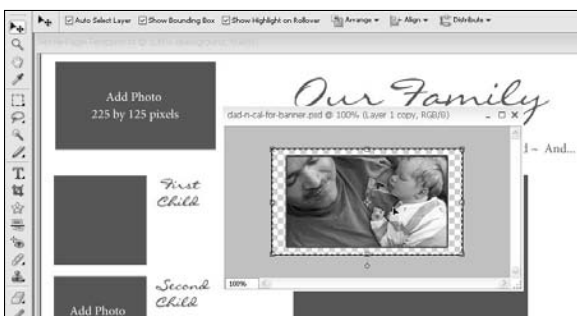 Auto Select Layer Show Bounding Box Show Highlight on Rollover Arrange Align Distribute
Our Family
Add Photo
225 by 125 pixels
dad-n-cal-for-banner.psd @ 100% (Layer 1 copy, RGB/8)
And...
First
Child
100%
Second
Child
Add Photo